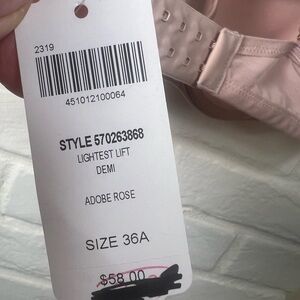 2319
451012100064
STYLE 570263868
LIGHTEST LIFT
DEMI
ADOBE ROSE
SIZE 36A
$58.00